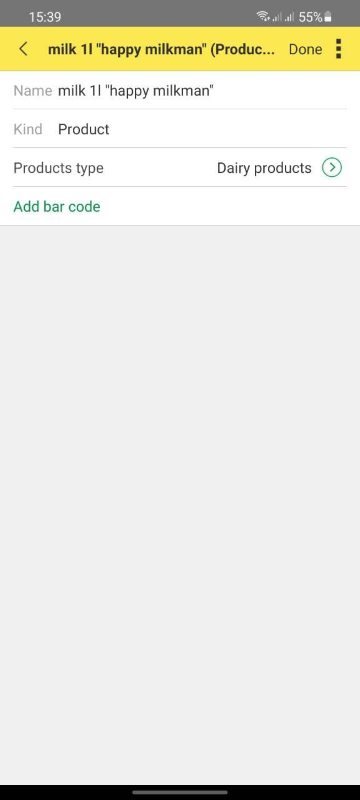 15:39 55%
milk 1l "happy milkman" (Produc... Done
Name milk 1l "happy milkman"
Kind Product
Products type Dairy products
Add bar code